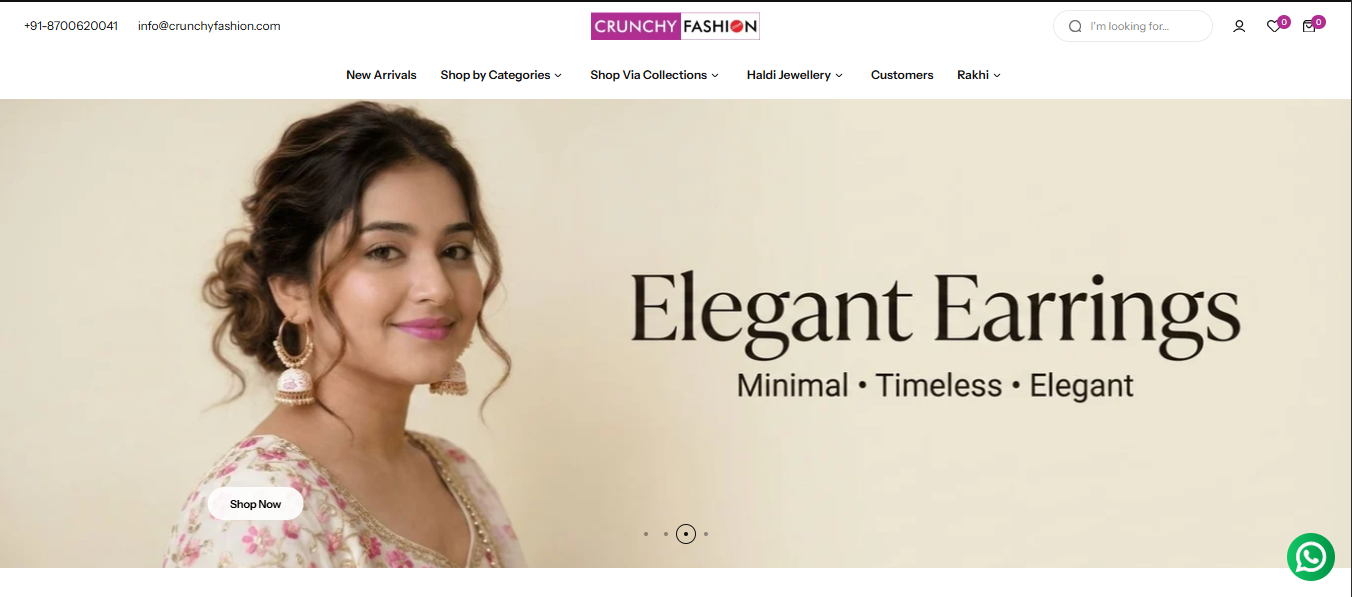 +91-8700620041 info@crunchyfashion.com
CRUNCHY FASHION
I'm looking for...
0
0
New Arrivals Shop by Categories Shop Via Collections Haldi Jewellery Customers Rakhi
Elegant Earrings
Minimal • Timeless • Elegant
Shop Now